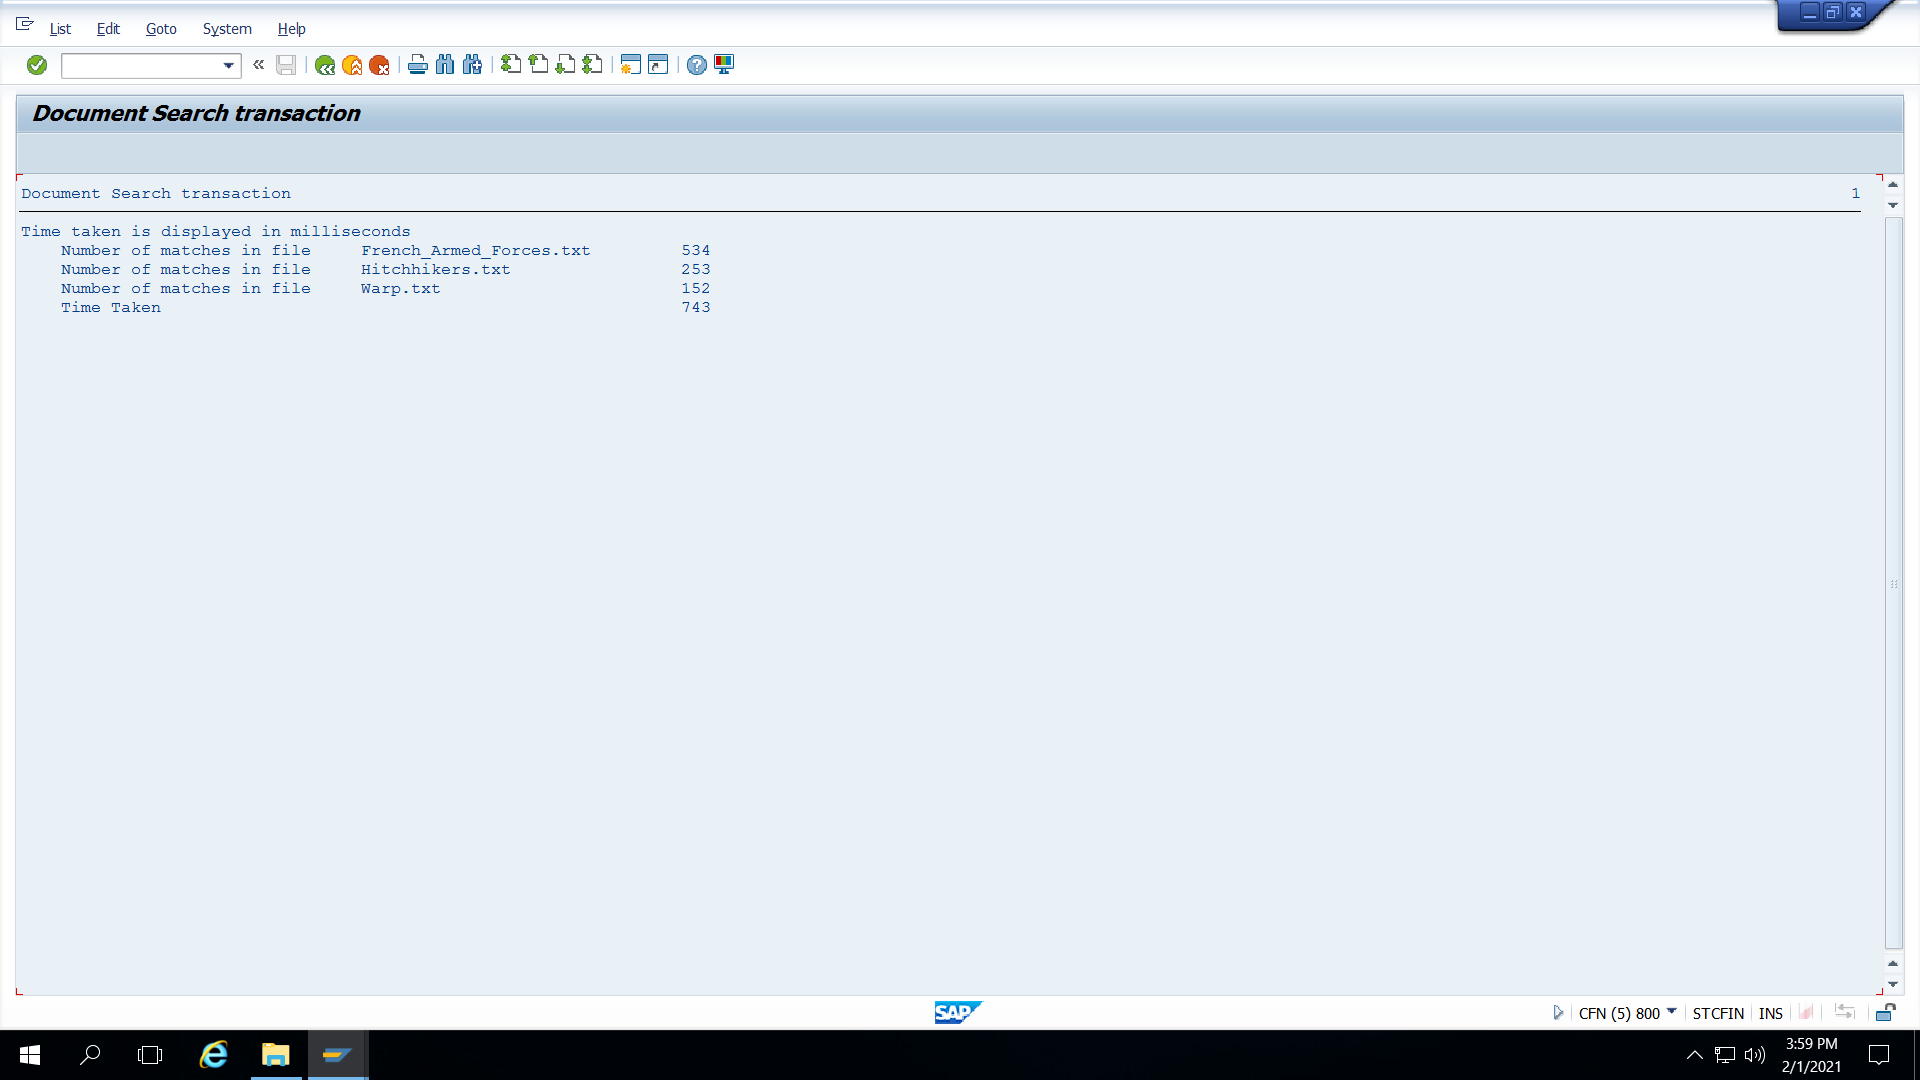 List Edit Goto System Help
Document Search transaction
Document Search transaction 1
Time taken is displayed in milliseconds
Number of matches in file French_Armed_Forces.txt 534
Number of matches in file Hitchhikers.txt 253
Number of matches in file Warp.txt 152
Time Taken 743
SAP
CFN (5) 800 STCFIN INS
3:59 PM
2/1/2021